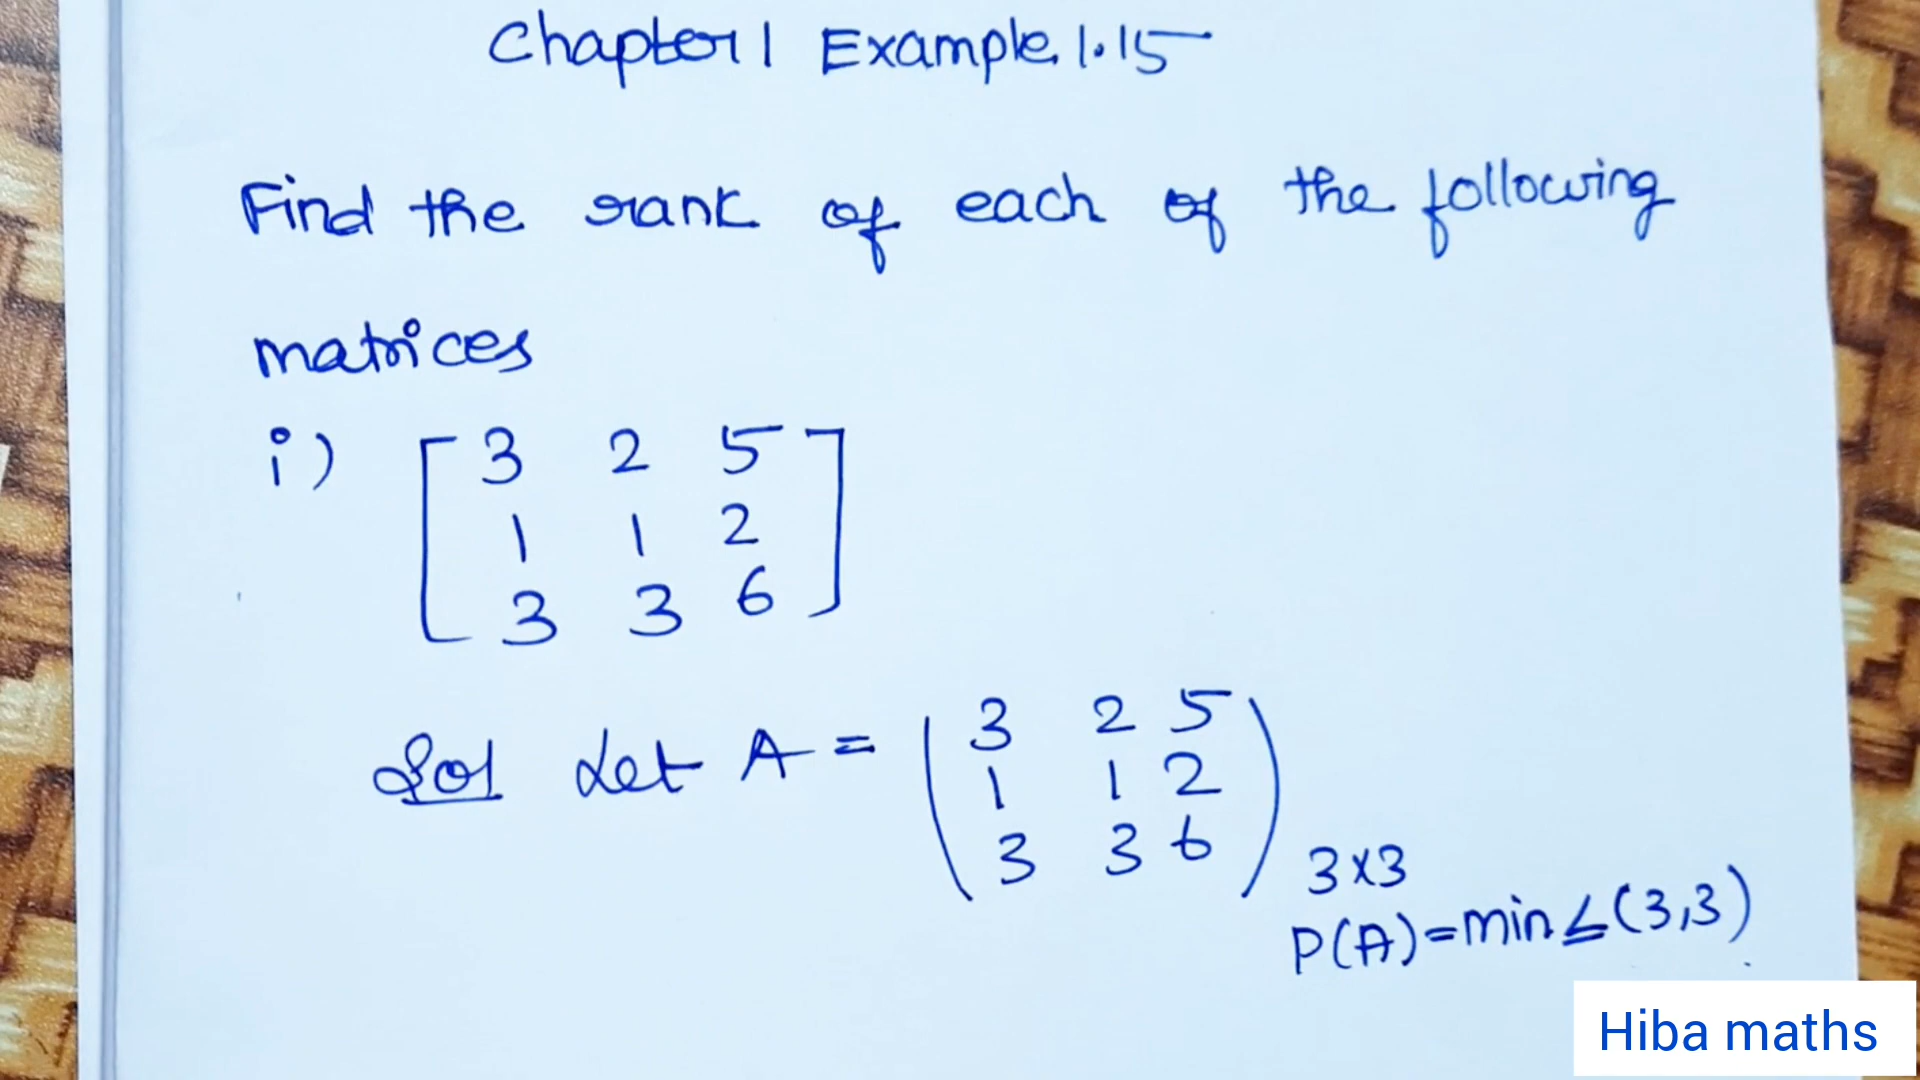 Chapter 1 Example. 1.15
Find the rank of each of the following
matrices
i) [ 3 2 5 ]
1 1 2
3 3 6
Sol Let A = ( 3 2 5 )
1 1 2
3 3 6
3×3
P(A)=min≤(3,3)
Hiba maths